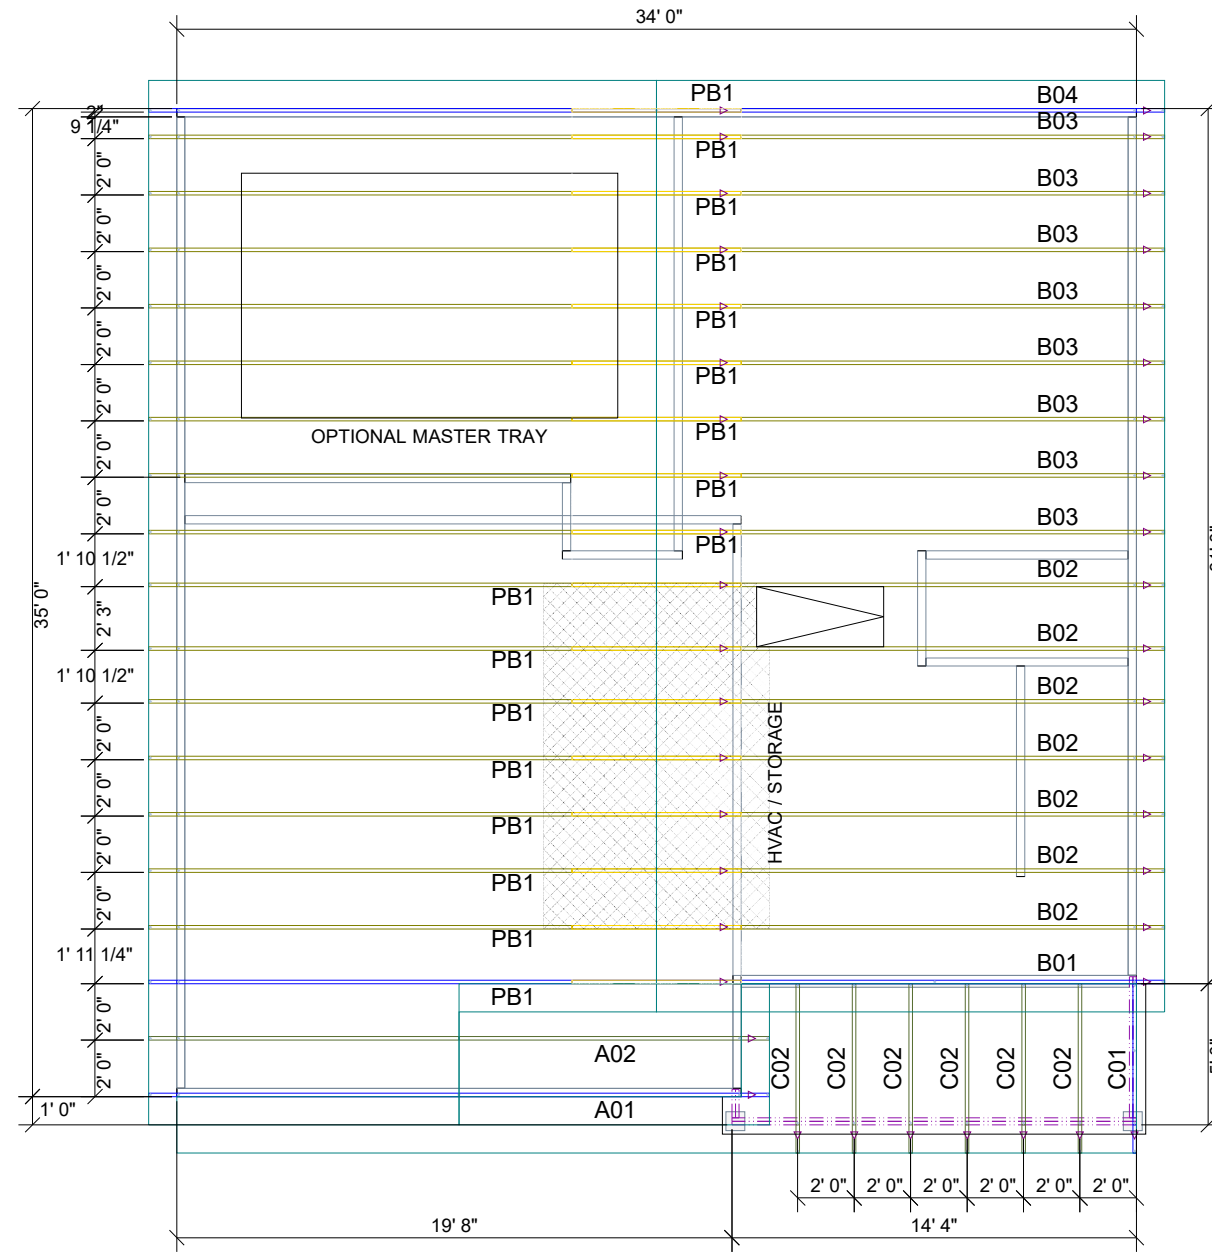 34' 0"
PB1 B04
2"
9 1/4" B03
PB1
2' 0" B03
PB1
2' 0" B03
PB1
2' 0" B03
PB1
2' 0" B03
PB1
2' 0" B03
PB1
OPTIONAL MASTER TRAY
2' 0" B03
PB1
2' 0" B03
PB1
1' 10 1/2" B02
PB1
35' 0"
2' 3" B02
PB1
1' 10 1/2" B02
PB1
2' 0" B02
PB1
HVAC / STORAGE
2' 0" B02
PB1
2' 0" B02
PB1
2' 0" B02
PB1
1' 11 1/4" B01
PB1
2' 0"
A02
C02 C02 C02 C02 C02 C02 C01
2' 0"
1' 0" A01
2' 0" 2' 0" 2' 0" 2' 0" 2' 0" 2' 0"
19' 8" 14' 4"